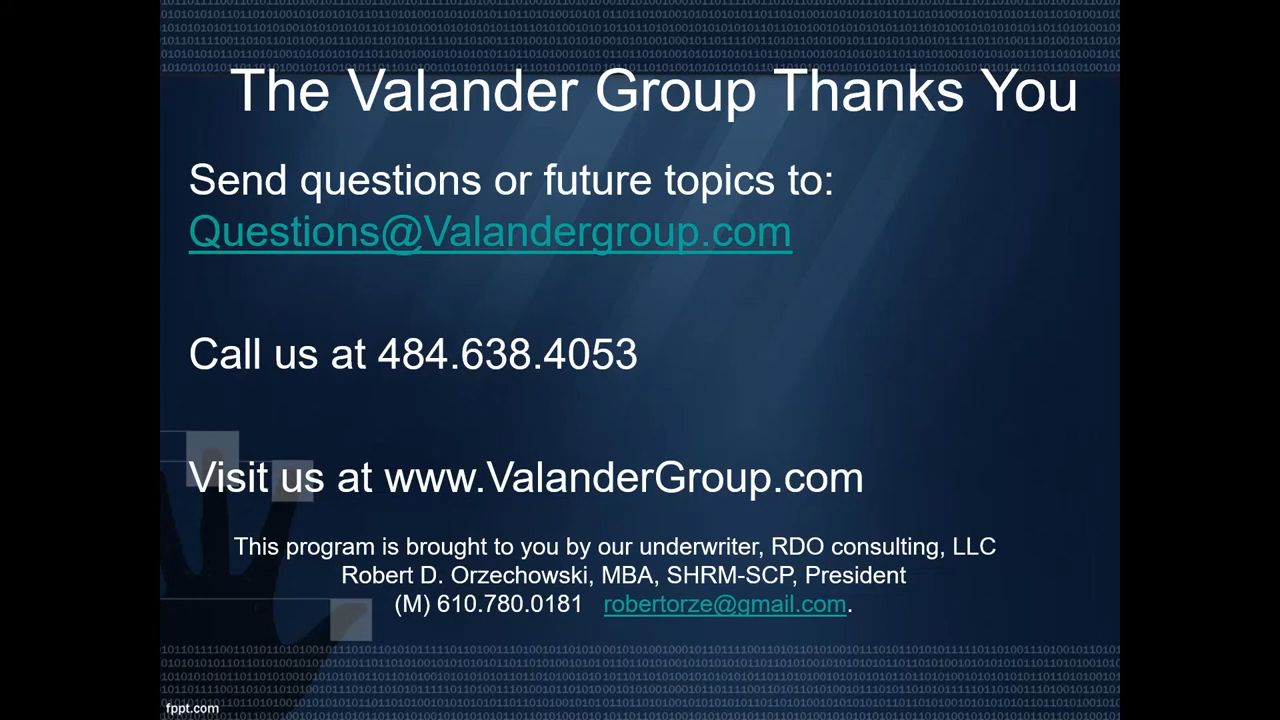 The Valander Group Thanks You
Send questions or future topics to:
Questions@Valandergroup.com
Call us at 484.638.4053
Visit us at www.ValanderGroup.com
This program is brought to you by our underwriter, RDO consulting, LLC
Robert D. Orzechowski, MBA, SHRM-SCP, President
(M) 610.780.0181 robertorze@gmail.com.
fppt.com